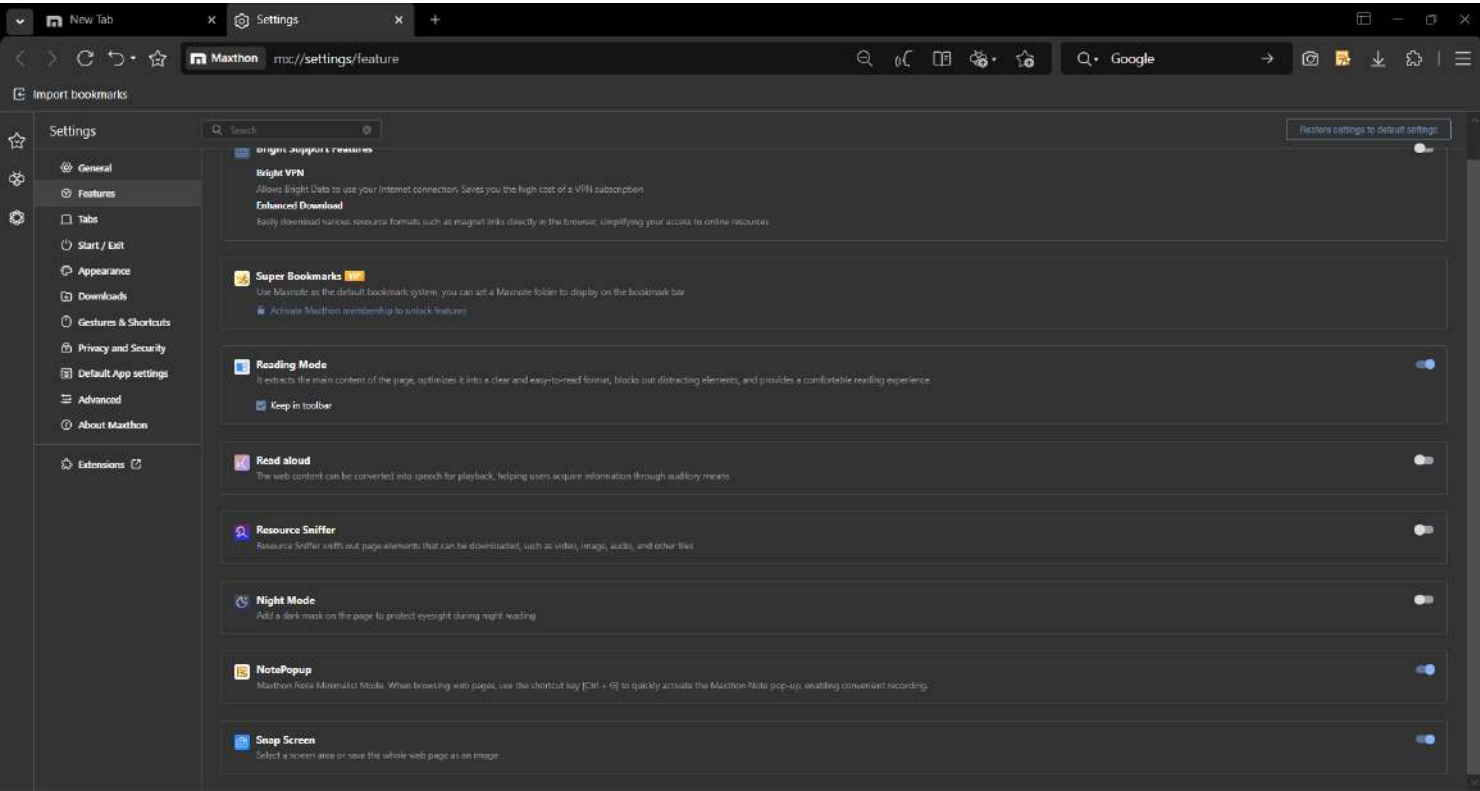 New Tab
Settings
Maxthon mx://settings/feature
Google
Import bookmarks
Settings
Search
Restore settings to default settings
General
Features
Tabs
Start / Exit
Appearance
Downloads
Gestures & Shortcuts
Privacy and Security
Default App settings
Advanced
About Maxthon
Extensions
Bright Support Features
Bright VPN
Allows Bright Data to use your Internet connection. Saves you the high cost of a VPN subscription
Enhanced Download
Easily download various resource formats such as magnet links directly in the browser, simplifying your access to online resources
Super Bookmarks VIP
Use Maxnote as the default bookmark system, you can set a Maxnote folder to display on the bookmark bar
Activate Maxthon membership to unlock features
Reading Mode
It extracts the main content of the page, optimizes it into a clear and easy-to-read format, blocks out distracting elements, and provides a comfortable reading experience
Keep in toolbar
Read aloud
The web content can be converted into speech for playback, helping users acquire information through auditory means
Resource Sniffer
Resource Sniffer sniffs out page elements that can be downloaded, such as video, image, audio, and other files
Night Mode
Add a dark mask on the page to protect eyesight during night reading
NotePopup
Maxthon Note Minimalist Mode. When browsing web pages, use the shortcut key [Ctrl + G] to quickly activate the Maxthon Note pop-up, enabling convenient recording.
Snap Screen
Select a screen area or save the whole web page as an image